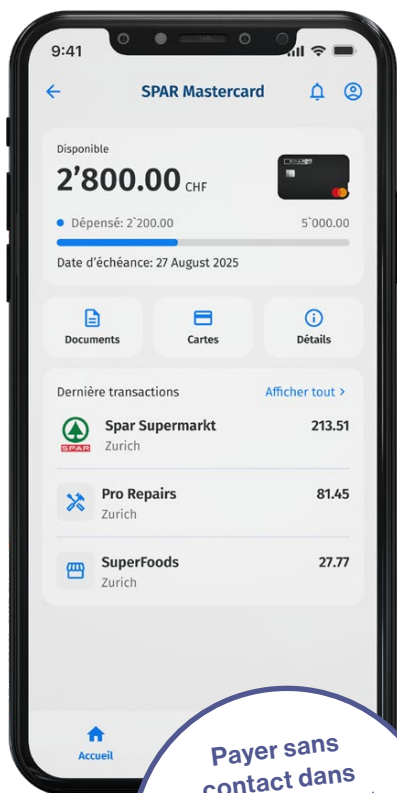 9:41
SPAR Mastercard
Disponible
2’800.00 CHF
Dépensé: 2`200.00 5`000.00
Date d’échéance: 27 August 2025
Documents Cartes Détails
Dernière transactions Afficher tout >
SPAR
Spar Supermarkt 213.51
Zurich
Pro Repairs 81.45
Zurich
SuperFoods 27.77
Zurich
Accueil
Payer sans
contact dans